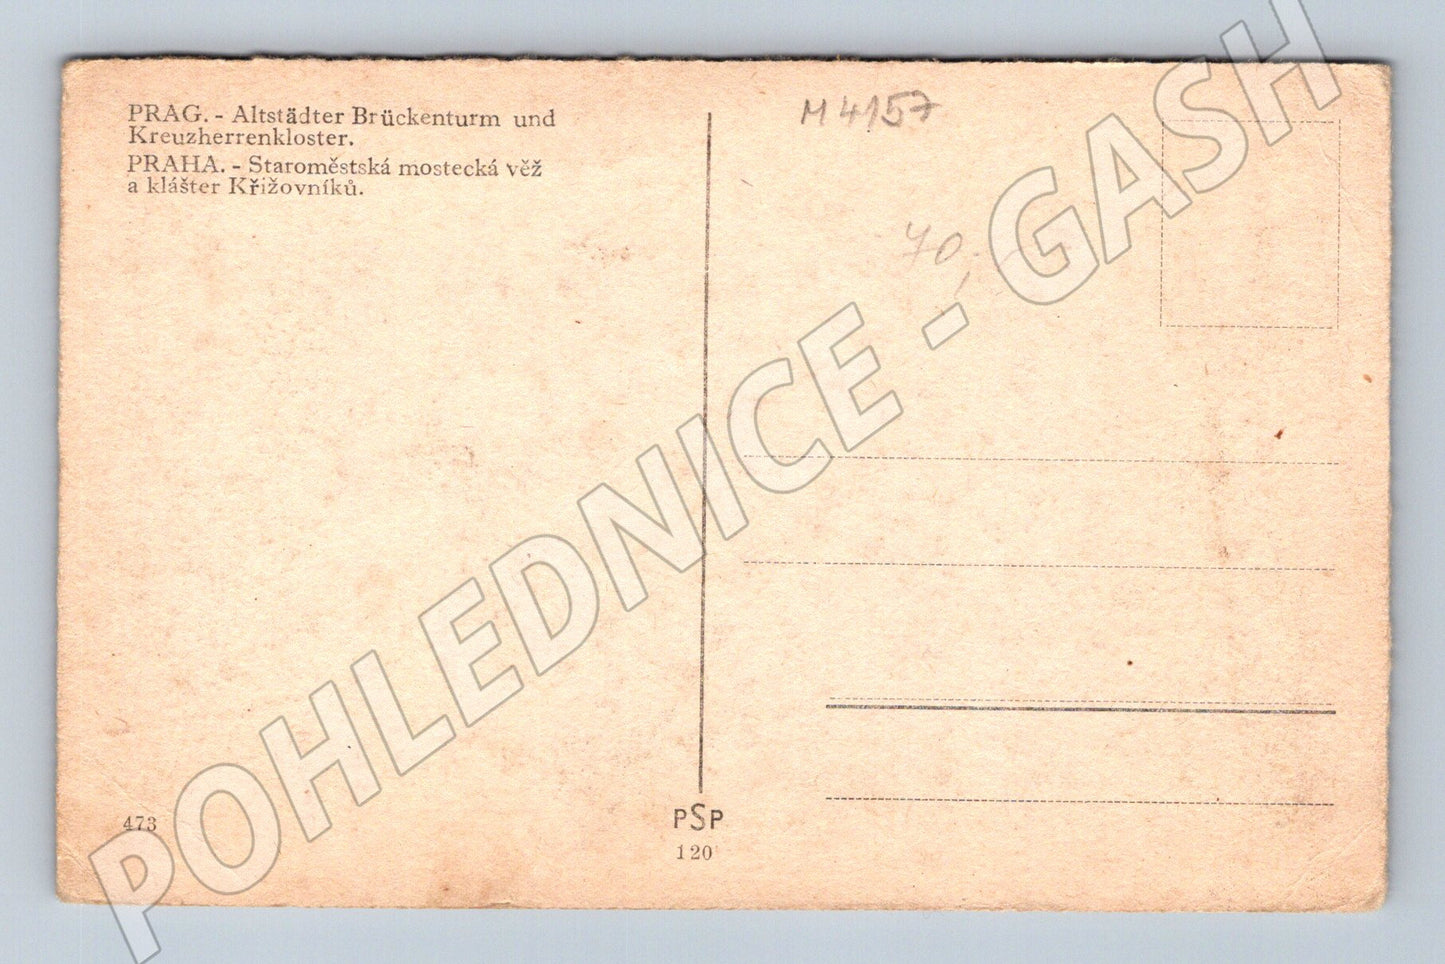 PRAG. - Altstädter Brückenturm und
Kreuzherrenkloster.
PRAHA. - Staroměstská mostecká věž
a klášter Křižovníků.
M 4157
70,-
POHLEDNICE - GASH
473
PSP
120